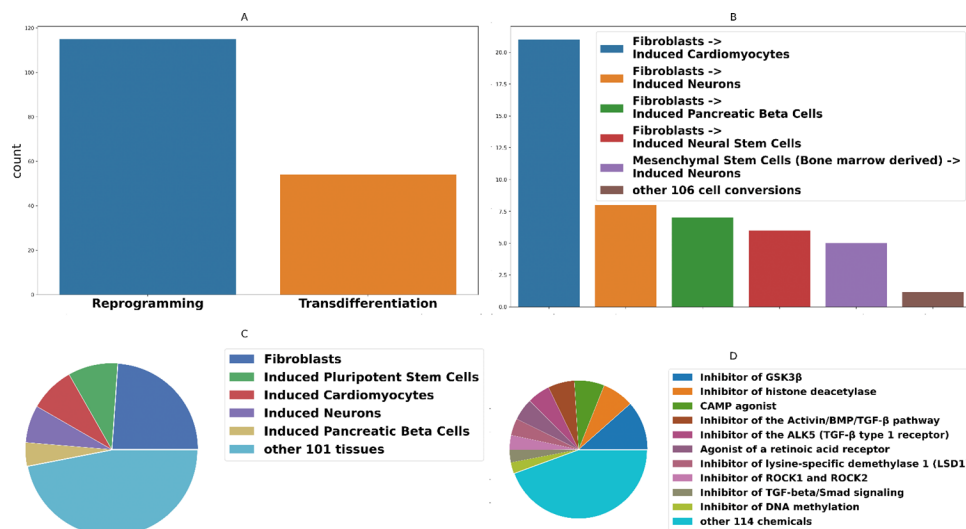 A
count
120
100
80
60
40
20
0
Reprogramming
Transdifferentiation
B
20.0
17.5
15.0
12.5
10.0
7.5
5.0
2.5
0.0
Fibroblasts ->
Induced Cardiomyocytes
Fibroblasts ->
Induced Neurons
Fibroblasts ->
Induced Pancreatic Beta Cells
Fibroblasts ->
Induced Neural Stem Cells
Mesenchymal Stem Cells (Bone marrow derived) ->
Induced Neurons
other 106 cell conversions
C
Fibroblasts
Induced Pluripotent Stem Cells
Induced Cardiomyocytes
Induced Neurons
Induced Pancreatic Beta Cells
other 101 tissues
D
Inhibitor of GSK3β
Inhibitor of histone deacetylase
CAMP agonist
Inhibitor of the Activin/BMP/TGF-β pathway
Inhibitor of the ALK5 (TGF-β type 1 receptor)
Agonist of a retinoic acid receptor
Inhibitor of lysine-specific demethylase 1 (LSD1
Inhibitor of ROCK1 and ROCK2
Inhibitor of TGF-beta/Smad signaling
Inhibitor of DNA methylation
other 114 chemicals